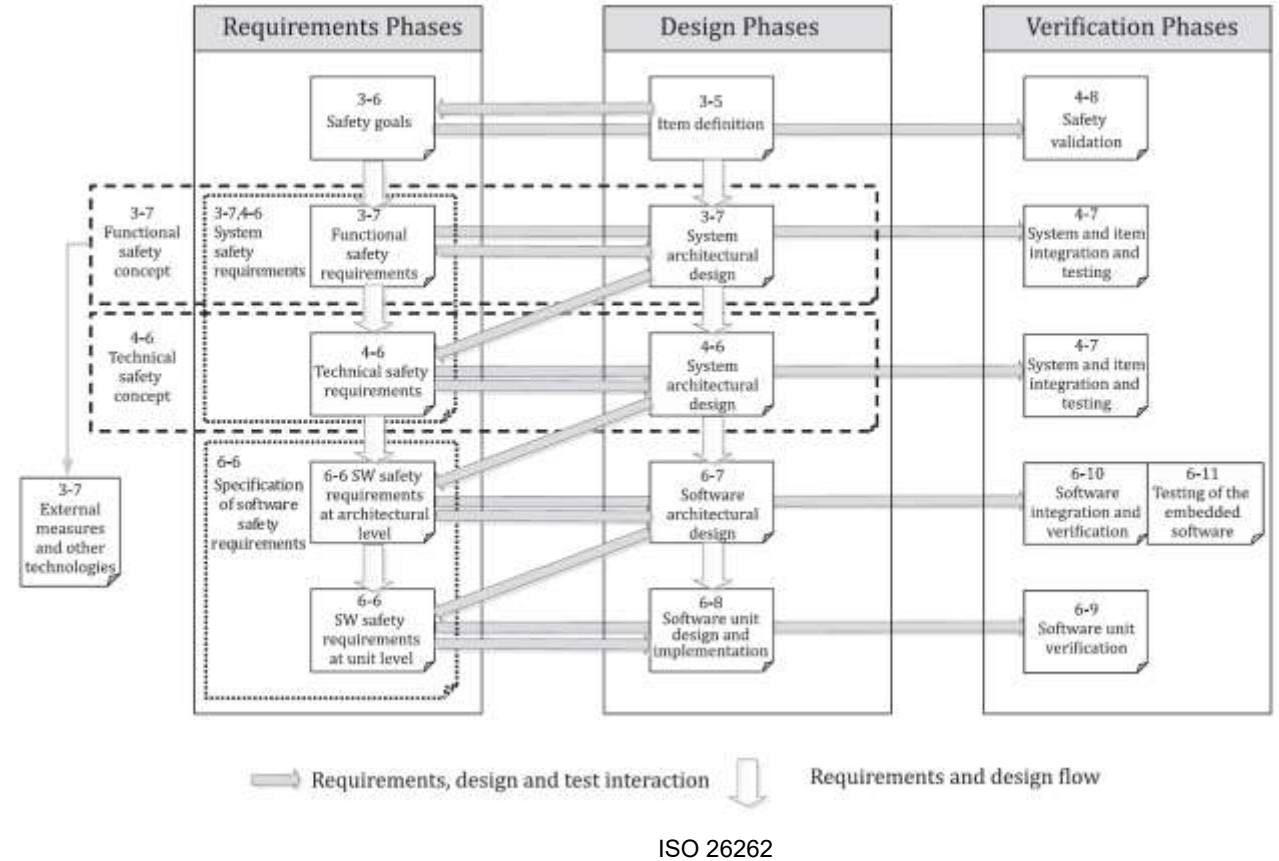 Requirements Phases
Design Phases
Verification Phases
3-6
Safety goals
3-5
Item definition
4-8
Safety
validation
3-7
Functional
safety
concept
3-7,4-6
System
safety
requirements
3-7
Functional
safety
requirements
3-7
System
architectural
design
4-7
System and item
integration and
testing
4-6
Technical
safety
concept
4-6
Technical safety
requirements
4-6
System
architectural
design
4-7
System and item
integration and
testing
3-7
External
measures
and other
technologies
6-6
Specification
of software
safety
requirements
6-6 SW safety
requirements
at architectural
level
6-7
Software
architectural
design
6-10
Software
integration and
verification
6-11
Testing of the
embedded
software
6-6
SW safety
requirements
at unit level
6-8
Software unit
design and
implementation
6-9
Software unit
verification
Requirements, design and test interaction
Requirements and design flow
ISO 26262